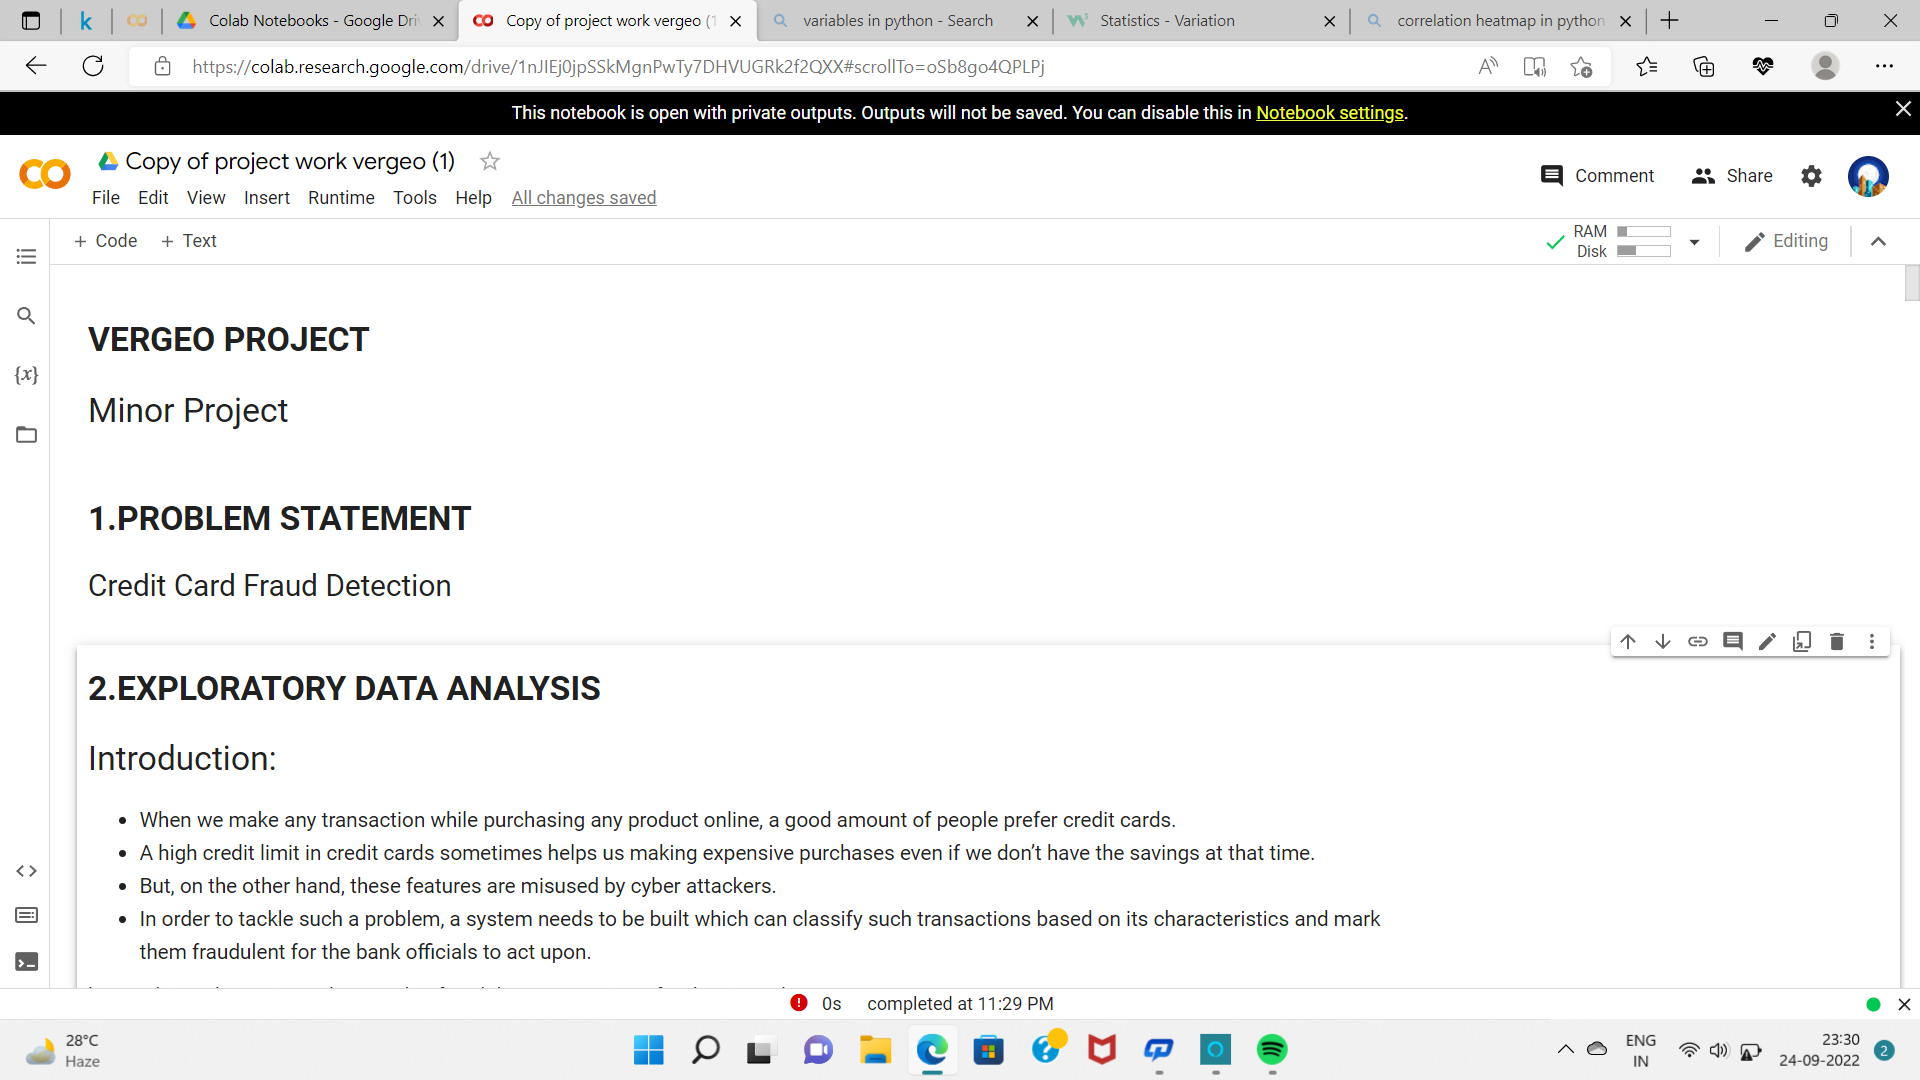 Colab Notebooks - Google Dri
Copy of project work vergeo (1
variables in python - Search
Statistics - Variation
correlation heatmap in python
https://colab.research.google.com/drive/1nJIEj0jpSSkMgnPwTy7DHVUGRk2f2QXX#scrollTo=oSb8go4QPLPj
This notebook is open with private outputs. Outputs will not be saved. You can disable this in Notebook settings.
Copy of project work vergeo (1)
Comment
Share
File Edit View Insert Runtime Tools Help All changes saved
+ Code + Text
RAM
Disk
Editing
VERGEO PROJECT
Minor Project
1.PROBLEM STATEMENT
Credit Card Fraud Detection
2.EXPLORATORY DATA ANALYSIS
Introduction:
• When we make any transaction while purchasing any product online, a good amount of people prefer credit cards.
• A high credit limit in credit cards sometimes helps us making expensive purchases even if we don’t have the savings at that time.
• But, on the other hand, these features are misused by cyber attackers.
• In order to tackle such a problem, a system needs to be built which can classify such transactions based on its characteristics and mark
them fraudulent for the bank officials to act upon.
0s completed at 11:29 PM
28°C
Haze
ENG
IN
23:30
24-09-2022
2